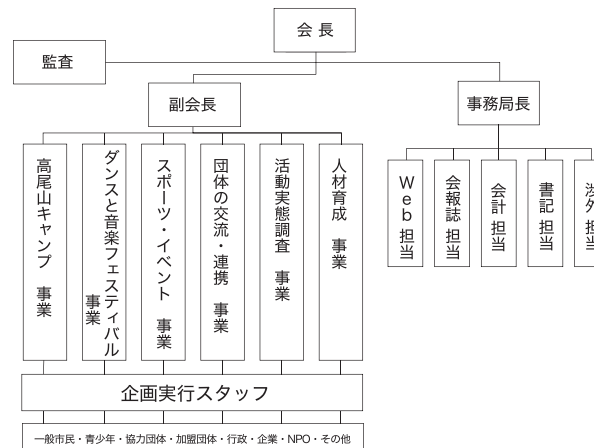 会 長
監査
副会長
事務局長
高尾山キャンプ 事業
ダンスと音楽フェスティバル
事業
スポーツ・イベント 事業
団体の交流・連携 事業
活動実態調査 事業
人材育成 事業
Web 担当
会報誌 担当
会計 担当
書記 担当
渉外 担当
企画実行スタッフ
一般市民・青少年・協力団体・加盟団体・行政・企業・NPO・その他